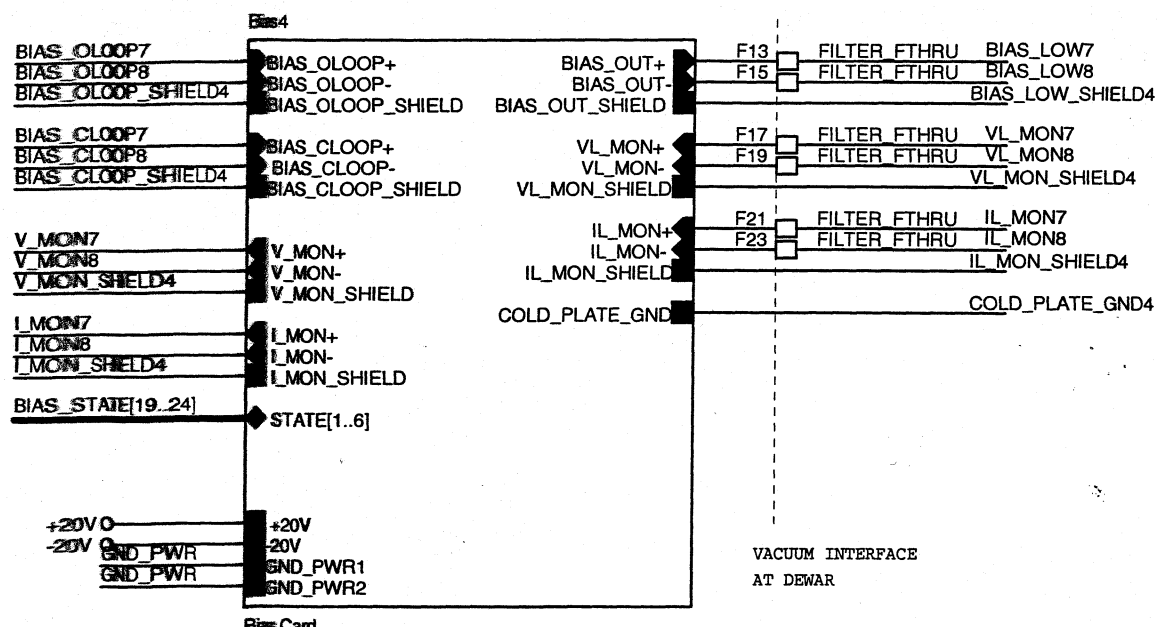 Bias4
BIAS_OLOOP7
BIAS_OLOOP8
BIAS_OLOOP_SHIELD4
BIAS_CLOOP7
BIAS_CLOOP8
BIAS_CLOOP_SHIELD4
V_MON7
V_MON8
V_MON_SHIELD4
I_MON7
I_MON8
I_MON_SHIELD4
BIAS_STATE[19..24]
+20V
-20V
GND_PWR
GND_PWR
BIAS_OLOOP+
BIAS_OLOOP-
BIAS_OLOOP_SHIELD
BIAS_CLOOP+
BIAS_CLOOP-
BIAS_CLOOP_SHIELD
V_MON+
V_MON-
V_MON_SHIELD
I_MON+
I_MON-
I_MON_SHIELD
STATE[1..6]
+20V
-20V
GND_PWR1
GND_PWR2
BIAS_OUT+
BIAS_OUT-
BIAS_OUT_SHIELD
VL_MON+
VL_MON-
VL_MON_SHIELD
IL_MON+
IL_MON-
IL_MON_SHIELD
COLD_PLATE_GND
F13 FILTER_FTHRU BIAS_LOW7
F15 FILTER_FTHRU BIAS_LOW8
BIAS_LOW_SHIELD4
F17 FILTER_FTHRU VL_MON7
F19 FILTER_FTHRU VL_MON8
VL_MON_SHIELD4
F21 FILTER_FTHRU IL_MON7
F23 FILTER_FTHRU IL_MON8
IL_MON_SHIELD4
COLD_PLATE_GND4
VACUUM INTERFACE
AT DEWAR
Bias Card